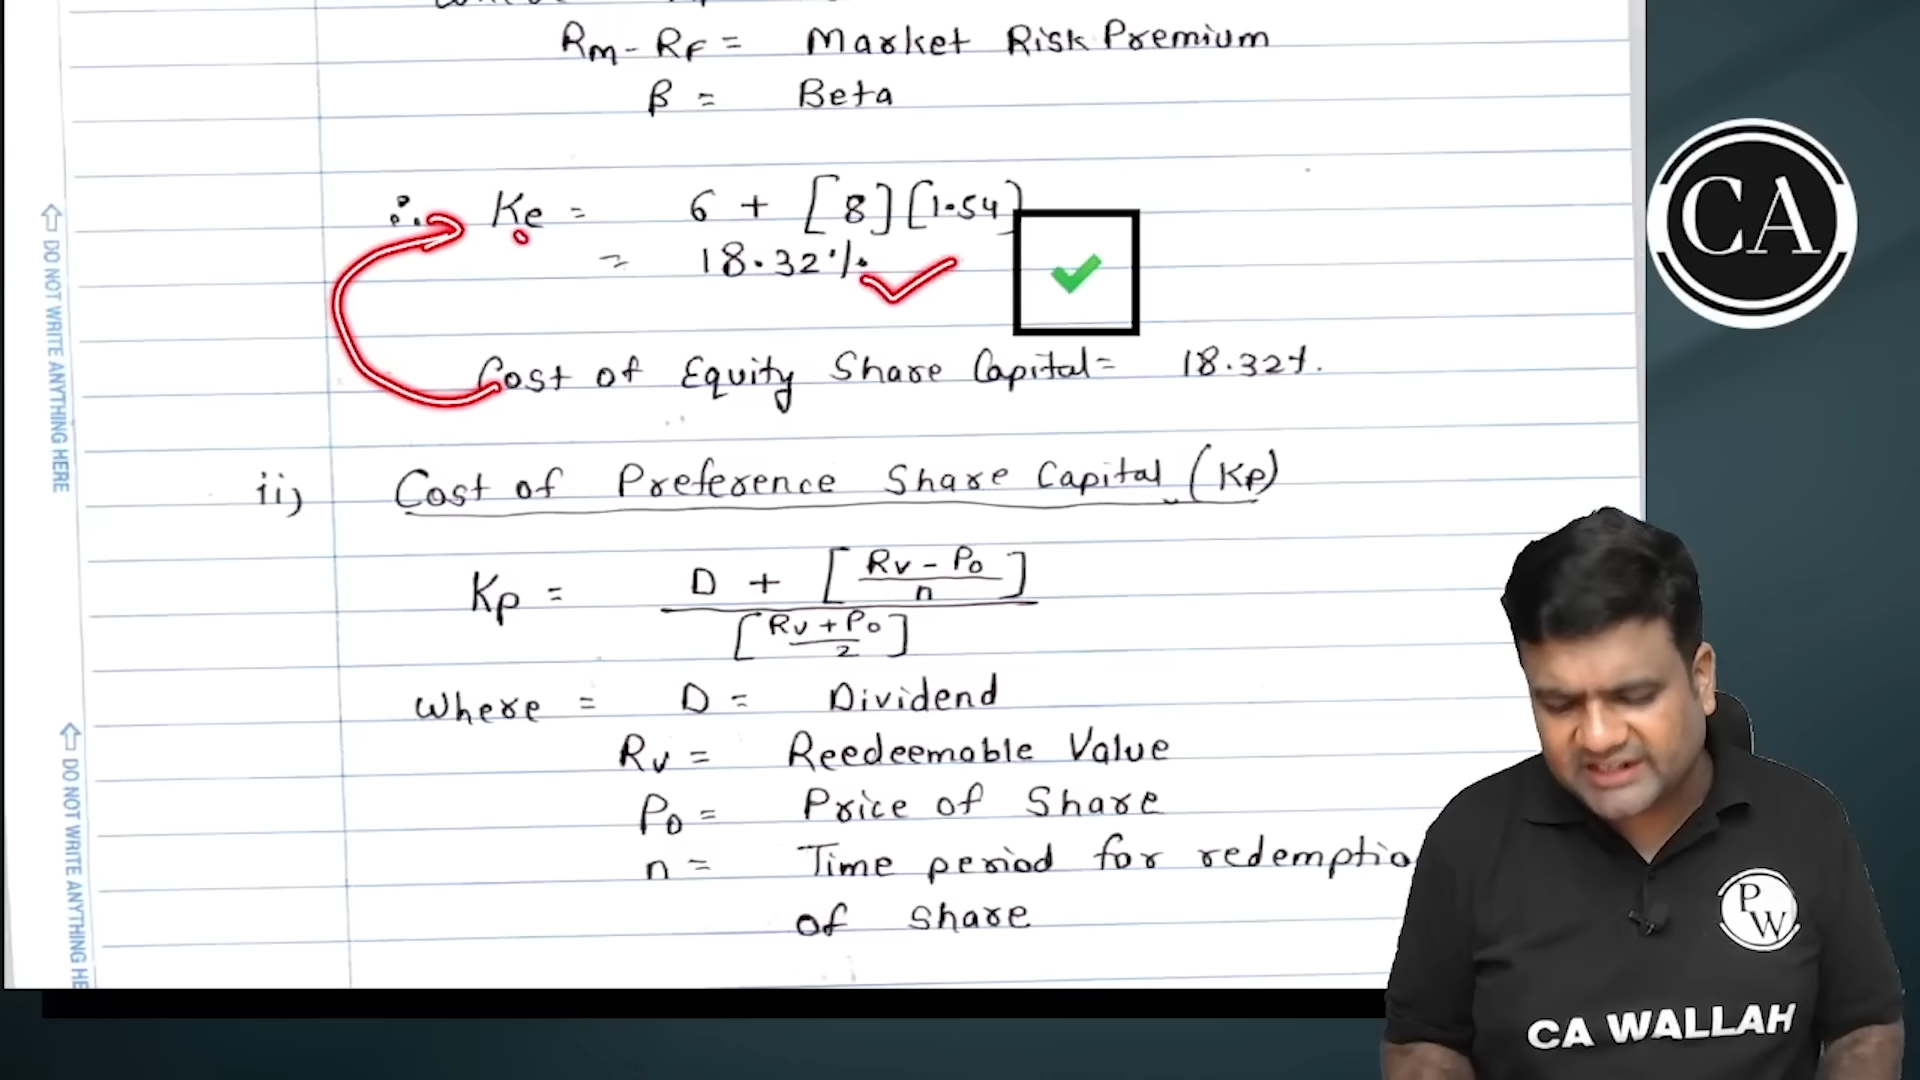 Rm - RF = Market Risk Premium
β = Beta
∴ Ke = 6 + [8][1.54]
= 18.32%
Cost of Equity Share Capital = 18.32%.
ii) Cost of Preference Share Capital (Kp)
Kp = D + [Rv - Po / n]
[Rv + Po / 2]
Where = D = Dividend
Rv = Reedeemable Value
Po = Price of Share
n = Time period for redemptio
of share
DO NOT WRITE ANYTHING HERE
DO NOT WRITE ANYTHING HE
CA
PW
CA WALLAH